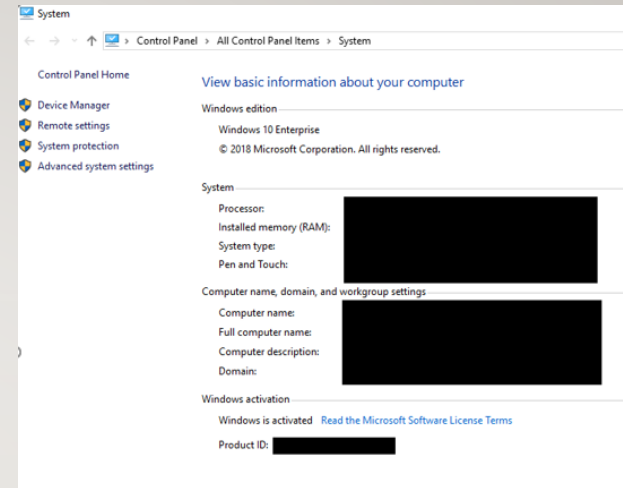 System
Control Panel > All Control Panel Items > System
Control Panel Home
Device Manager
Remote settings
System protection
Advanced system settings
View basic information about your computer
Windows edition
Windows 10 Enterprise
© 2018 Microsoft Corporation. All rights reserved.
System
Processor:
Installed memory (RAM):
System type:
Pen and Touch:
Computer name, domain, and workgroup settings
Computer name:
Full computer name:
Computer description:
Domain:
Windows activation
Windows is activated Read the Microsoft Software License Terms
Product ID: